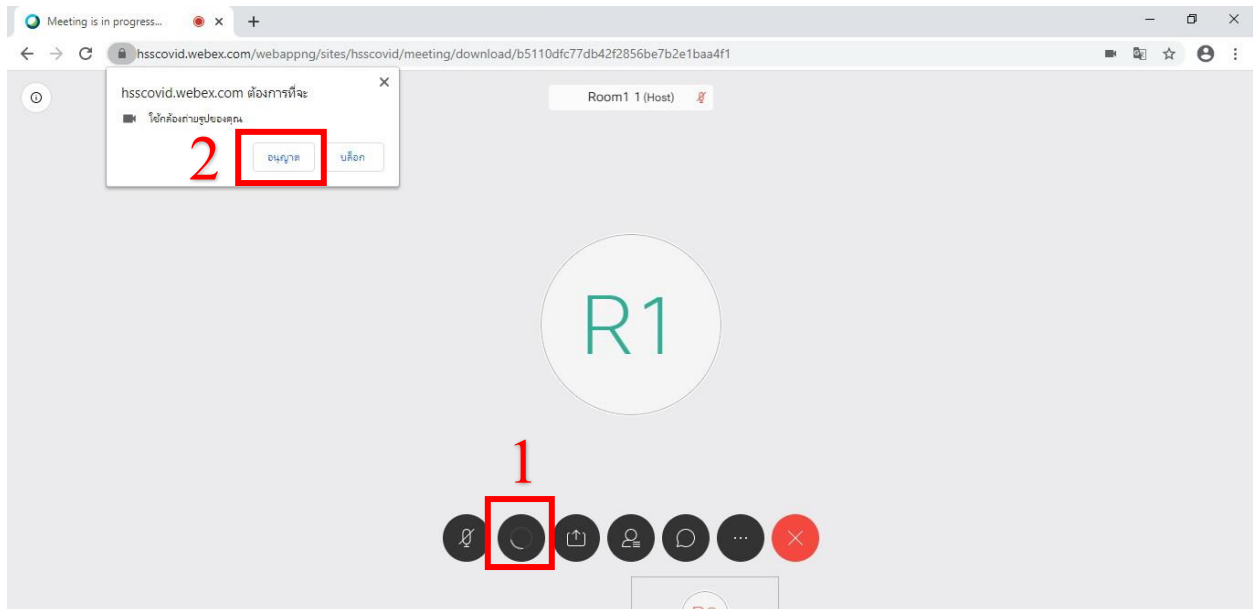 Meeting is in progress...
hsscovid.webex.com/webappng/sites/hsscovid/meeting/download/b5110dfc77db42f2856be7b2e1baa4f1
hsscovid.webex.com ต้องการที่จะ
ใช้กล้องถ่ายรูปของคุณ
2
อนุญาต บล็อก
Room1 1 (Host)
R1
1